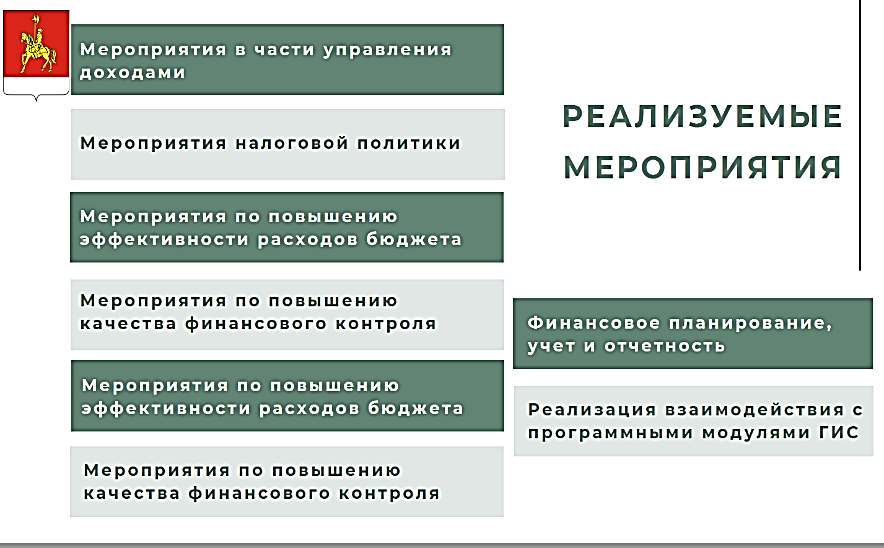 Мероприятия в части управления
доходами
Мероприятия налоговой политики
Мероприятия по повышению
эффективности расходов бюджета
Мероприятия по повышению
качества финансового контроля
Мероприятия по повышению
эффективности расходов бюджета
Мероприятия по повышению
качества финансового контроля
РЕАЛИЗУЕМЫЕ
МЕРОПРИЯТИЯ
Финансовое планирование,
учет и отчетность
Реализация взаимодействия с
программными модулями ГИС